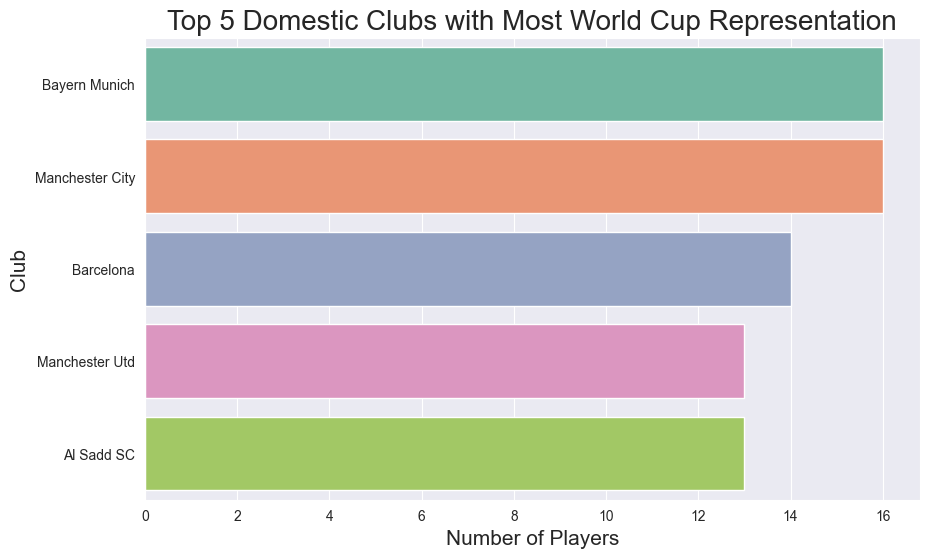 Top 5 Domestic Clubs with Most World Cup Representation
Club
Bayern Munich
Manchester City
Barcelona
Manchester Utd
Al Sadd SC
0 2 4 6 8 10 12 14 16
Number of Players